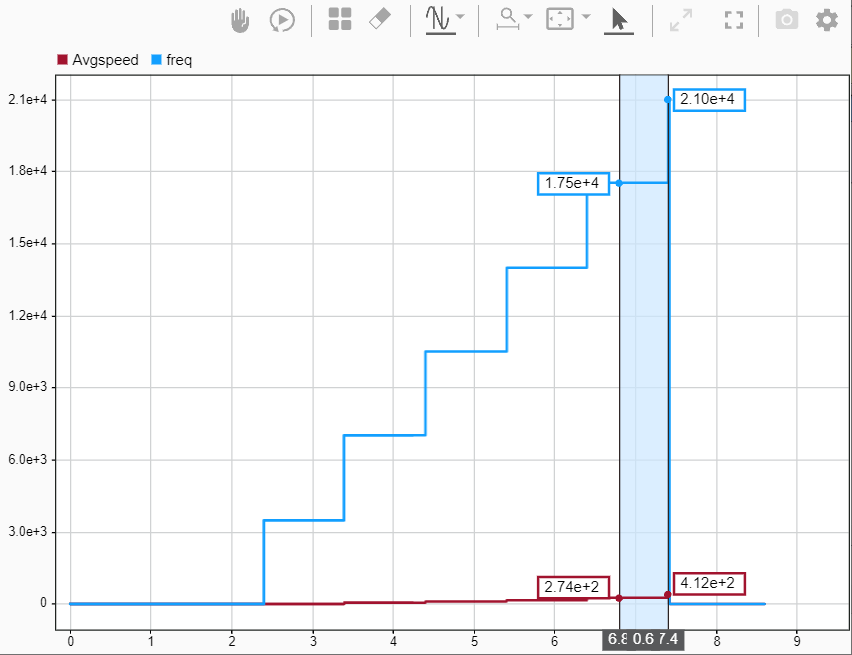 Avgspeed freq
2.1e+4
2.10e+4
1.8e+4
1.75e+4
1.5e+4
1.2e+4
9.0e+3
6.0e+3
3.0e+3
2.74e+2
4.12e+2
0
0 1 2 3 4 5 6 6.8 0.6 7.4 8 9